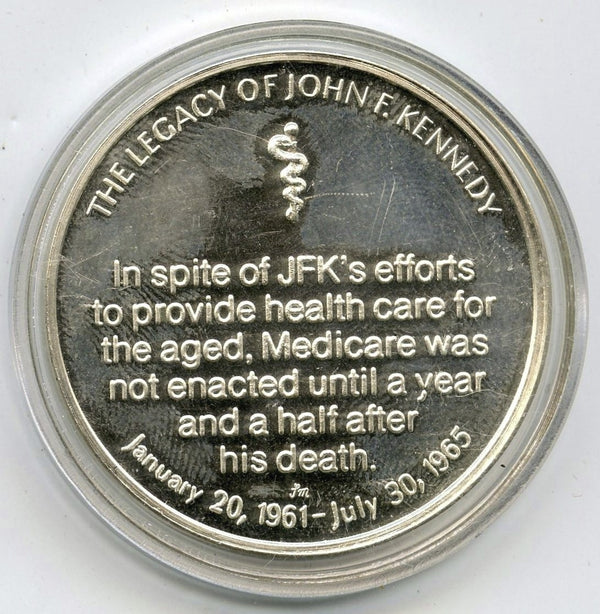 THE LEGACY OF JOHN F. KENNEDY
In spite of JFK's efforts
to provide health care for
the aged, Medicare was
not enacted until a year
and a half after
his death.
JM
January 20, 1961–July 30, 1965